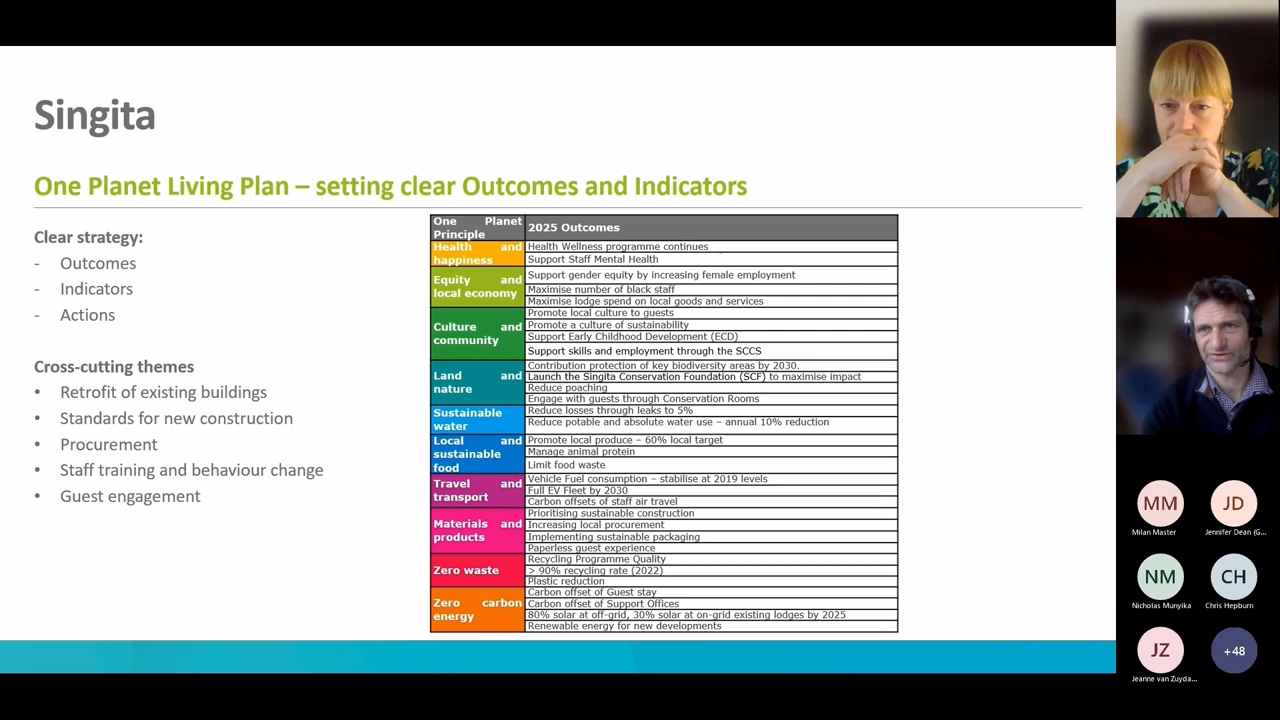 Singita
One Planet Living Plan – setting clear Outcomes and Indicators
Clear strategy:
- Outcomes
- Indicators
- Actions
Cross-cutting themes
• Retrofit of existing buildings
• Standards for new construction
• Procurement
• Staff training and behaviour change
• Guest engagement
One Planet
Principle
2025 Outcomes
Health and
happiness
Health Wellness programme continues
Support Staff Mental Health
Equity and
local economy
Support gender equity by increasing female employment
Maximise number of black staff
Maximise lodge spend on local goods and services
Culture and
community
Promote local culture to guests
Promote a culture of sustainability
Support Early Childhood Development (ECD)
Support skills and employment through the SCCS
Land and
nature
Contribution protection of key biodiversity areas by 2030.
Launch the Singita Conservation Foundation (SCF) to maximise impact
Reduce poaching
Engage with guests through Conservation Rooms
Sustainable
water
Reduce losses through leaks to 5%
Reduce potable and absolute water use – annual 10% reduction
Local and
sustainable
food
Promote local produce – 60% local target
Manage animal protein
Limit food waste
Travel and
transport
Vehicle Fuel consumption – stabilise at 2019 levels
Full EV Fleet by 2030
Carbon offsets of staff air travel
Materials and
products
Prioritising sustainable construction
Increasing local procurement
Implementing sustainable packaging
Paperless guest experience
Zero waste
Recycling Programme Quality
> 90% recycling rate (2022)
Plastic reduction
Zero carbon
energy
Carbon offset of Guest stay
Carbon offset of Support Offices
80% solar at off-grid, 30% solar at on-grid existing lodges by 2025
Renewable energy for new developments
MM
Milan Master
JD
Jennifer Dean (G...
NM
Nicholas Munyika
CH
Chris Hepburn
JZ
Jeanne van Zuyda...
+48